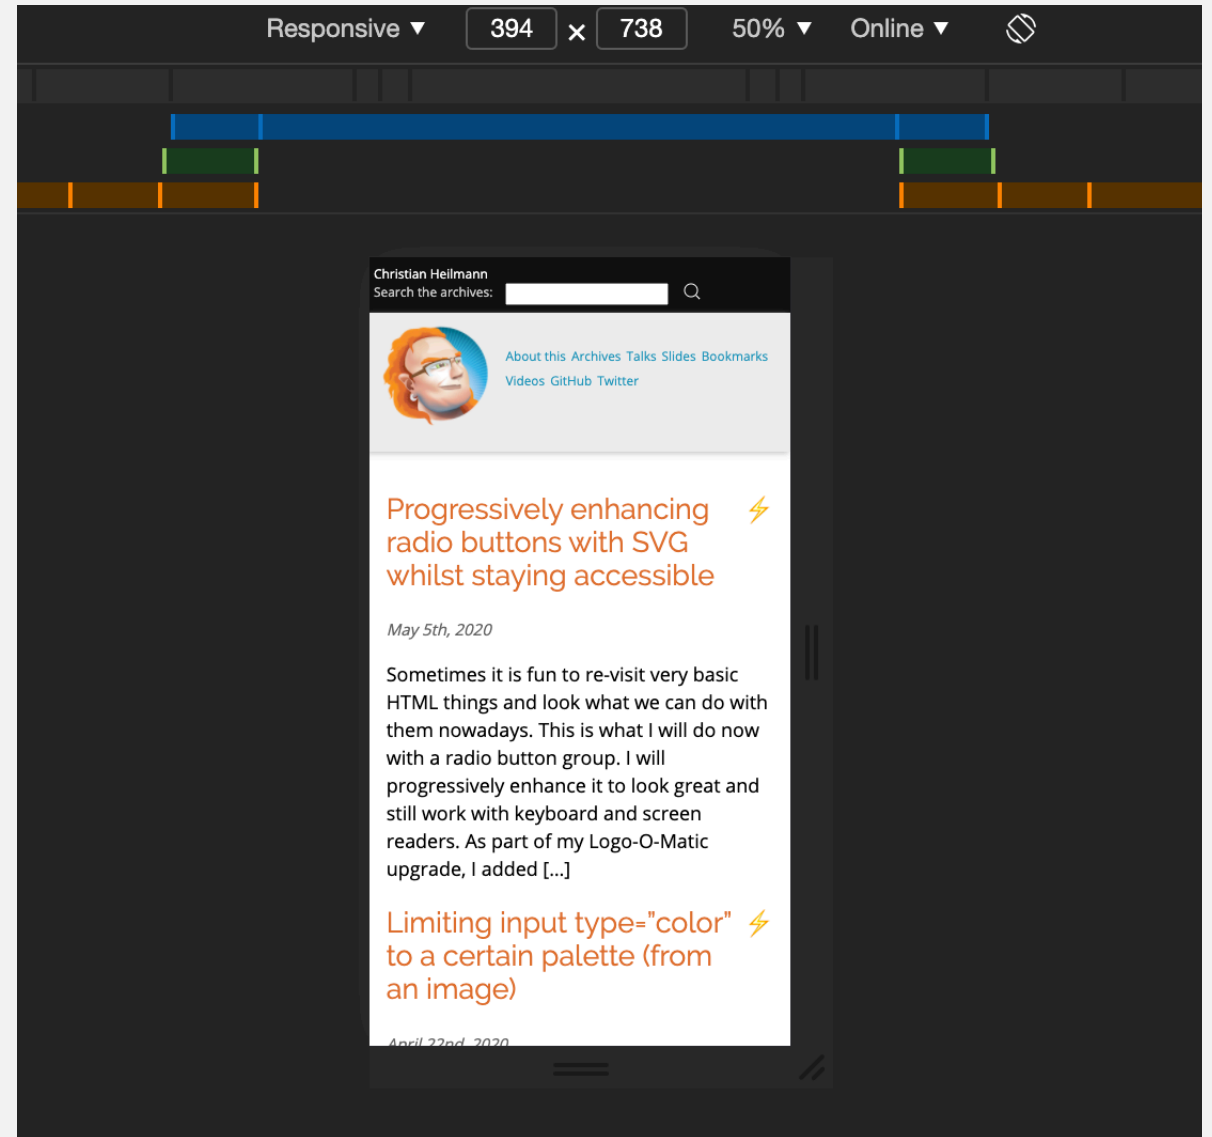 Responsive ▼ 394 × 738 50% ▼ Online ▼
Christian Heilmann
Search the archives:
About this Archives Talks Slides Bookmarks
Videos GitHub Twitter
Progressively enhancing
radio buttons with SVG
whilst staying accessible
May 5th, 2020
Sometimes it is fun to re-visit very basic
HTML things and look what we can do with
them nowadays. This is what I will do now
with a radio button group. I will
progressively enhance it to look great and
still work with keyboard and screen
readers. As part of my Logo-O-Matic
upgrade, I added [...]
Limiting input type="color"
to a certain palette (from
an image)
April 22nd, 2020